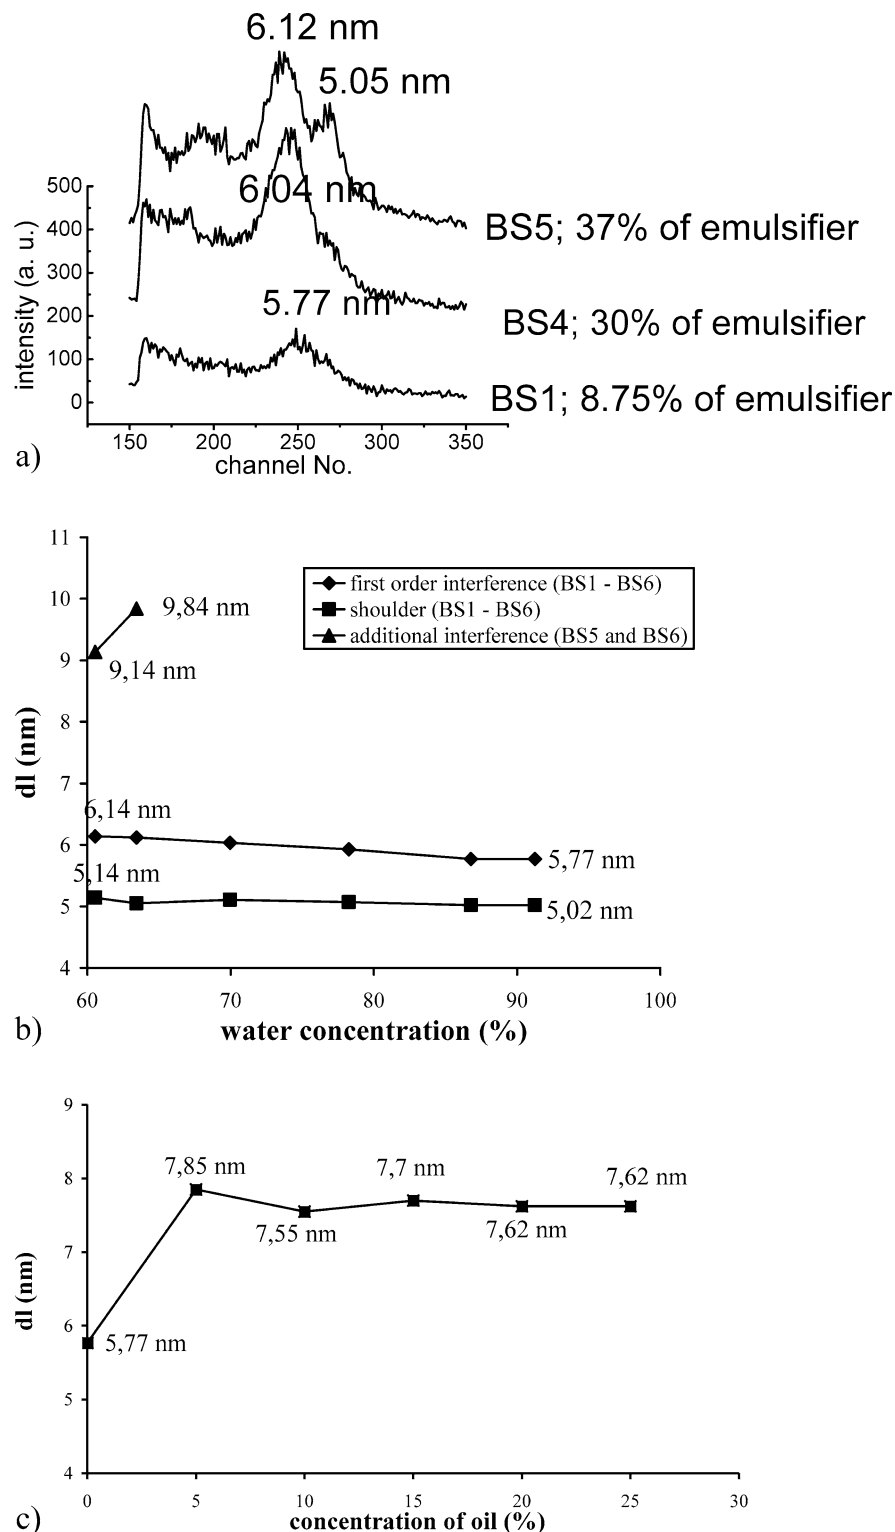 6.12 nm
5.05 nm
6.04 nm
5.77 nm
500
400
300
200
100
0
intensity (a. u.)
150 200 250 300 350
channel No.
BS5; 37% of emulsifier
BS4; 30% of emulsifier
BS1; 8.75% of emulsifier
a)
11
10
9
8
7
6
5
4
dl (nm)
first order interference (BS1 - BS6)
shoulder (BS1 - BS6)
additional interference (BS5 and BS6)
9,84 nm
9,14 nm
6,14 nm
5,77 nm
5,14 nm
5,02 nm
60 70 80 90 100
water concentration (%)
b)
9
8
7
6
5
4
dl (nm)
7,85 nm
7,7 nm
7,62 nm
7,55 nm
7,62 nm
5,77 nm
0 5 10 15 20 25 30
concentration of oil (%)
c)